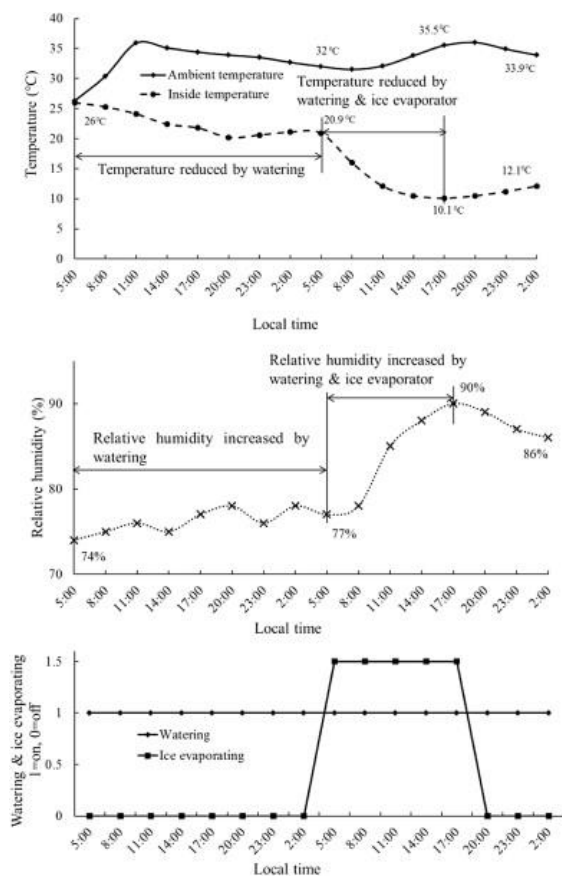 40
35
30
25
20
15
10
5
0
Temperature (℃)
Ambient temperature
Inside temperature
26℃
32℃
35.5℃
33.9℃
Temperature reduced by
watering & ice evaporator
20.9℃
Temperature reduced by watering
10.1℃
12.1℃
5:00 8:00 11:00 14:00 17:00 20:00 23:00 2:00 5:00 8:00 11:00 14:00 17:00 20:00 23:00 2:00
Local time
Relative humidity increased by
watering & ice evaporator
90%
90
80
70
Relative humidity (%)
Relative humidity increased by
watering
74%
77%
86%
5:00 8:00 11:00 14:00 17:00 20:00 23:00 2:00 5:00 8:00 11:00 14:00 17:00 20:00 23:00 2:00
Local time
1.5
1
0.5
0
Watering & ice evaporating
1=on, 0=off
Watering
Ice evaporating
5:00 8:00 11:00 14:00 17:00 20:00 23:00 2:00 5:00 8:00 11:00 14:00 17:00 20:00 23:00 2:00
Local time